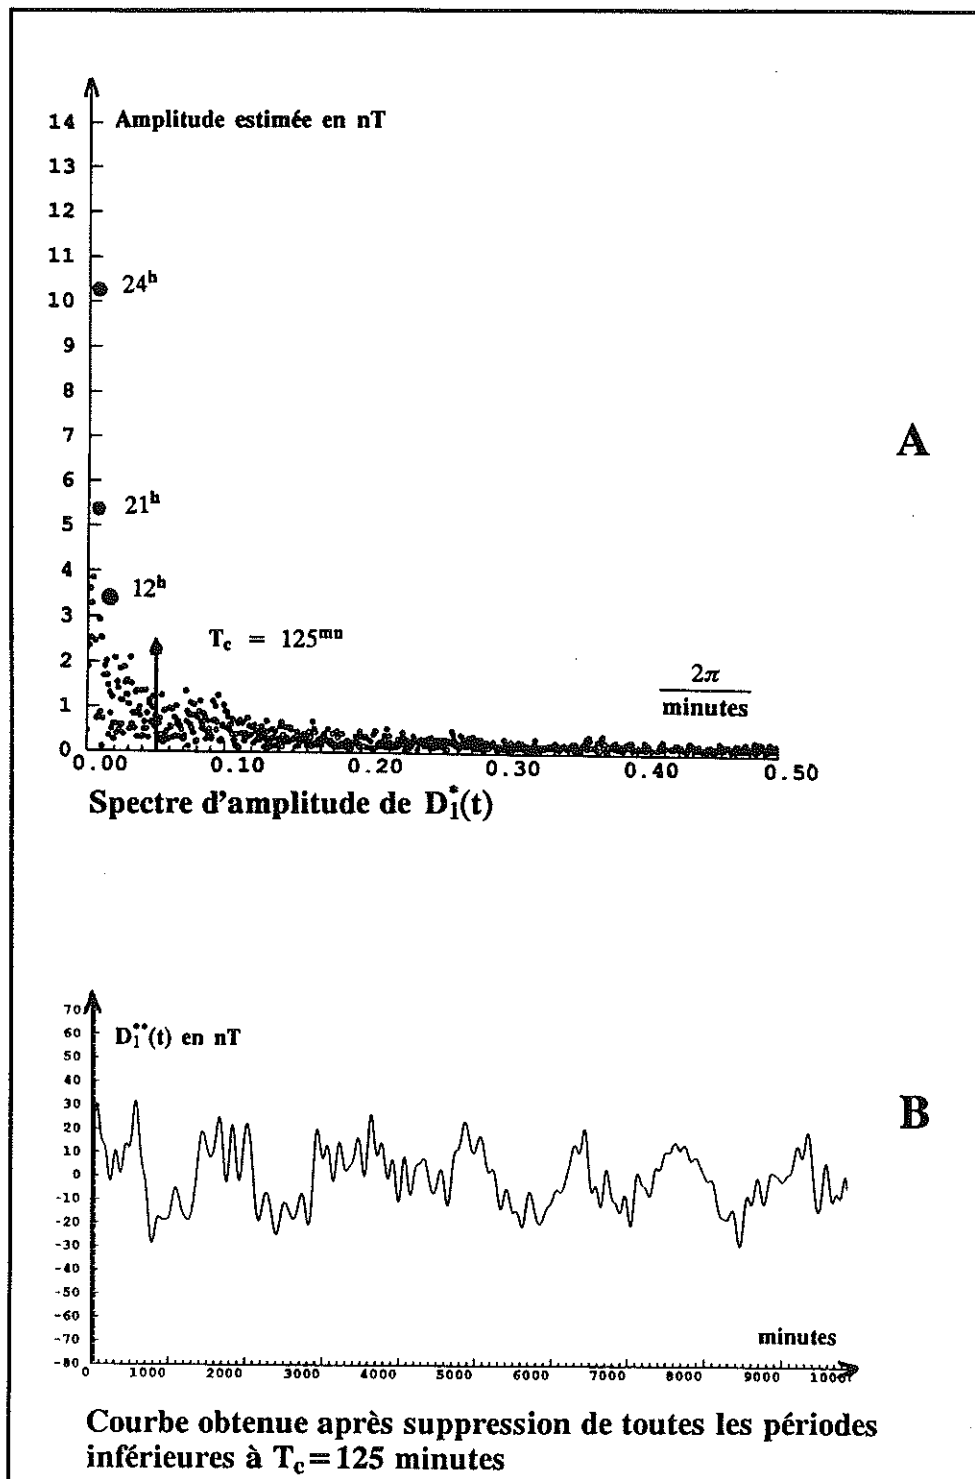 Amplitude estimée en nT
14
13
12
11
10
9
8
7
6
5
4
3
2
1
0
24h
21h
12h
Tc = 125mn
2π
minutes
0.00 0.10 0.20 0.30 0.40 0.50
A
Spectre d'amplitude de D1*(t)
D1**(t) en nT
70
60
50
40
30
20
10
0
-10
-20
-30
-40
-50
-60
-70
-80
B
minutes
0 1000 2000 3000 4000 5000 6000 7000 8000 9000
Courbe obtenue après suppression de toutes les périodes
inférieures à Tc=125 minutes